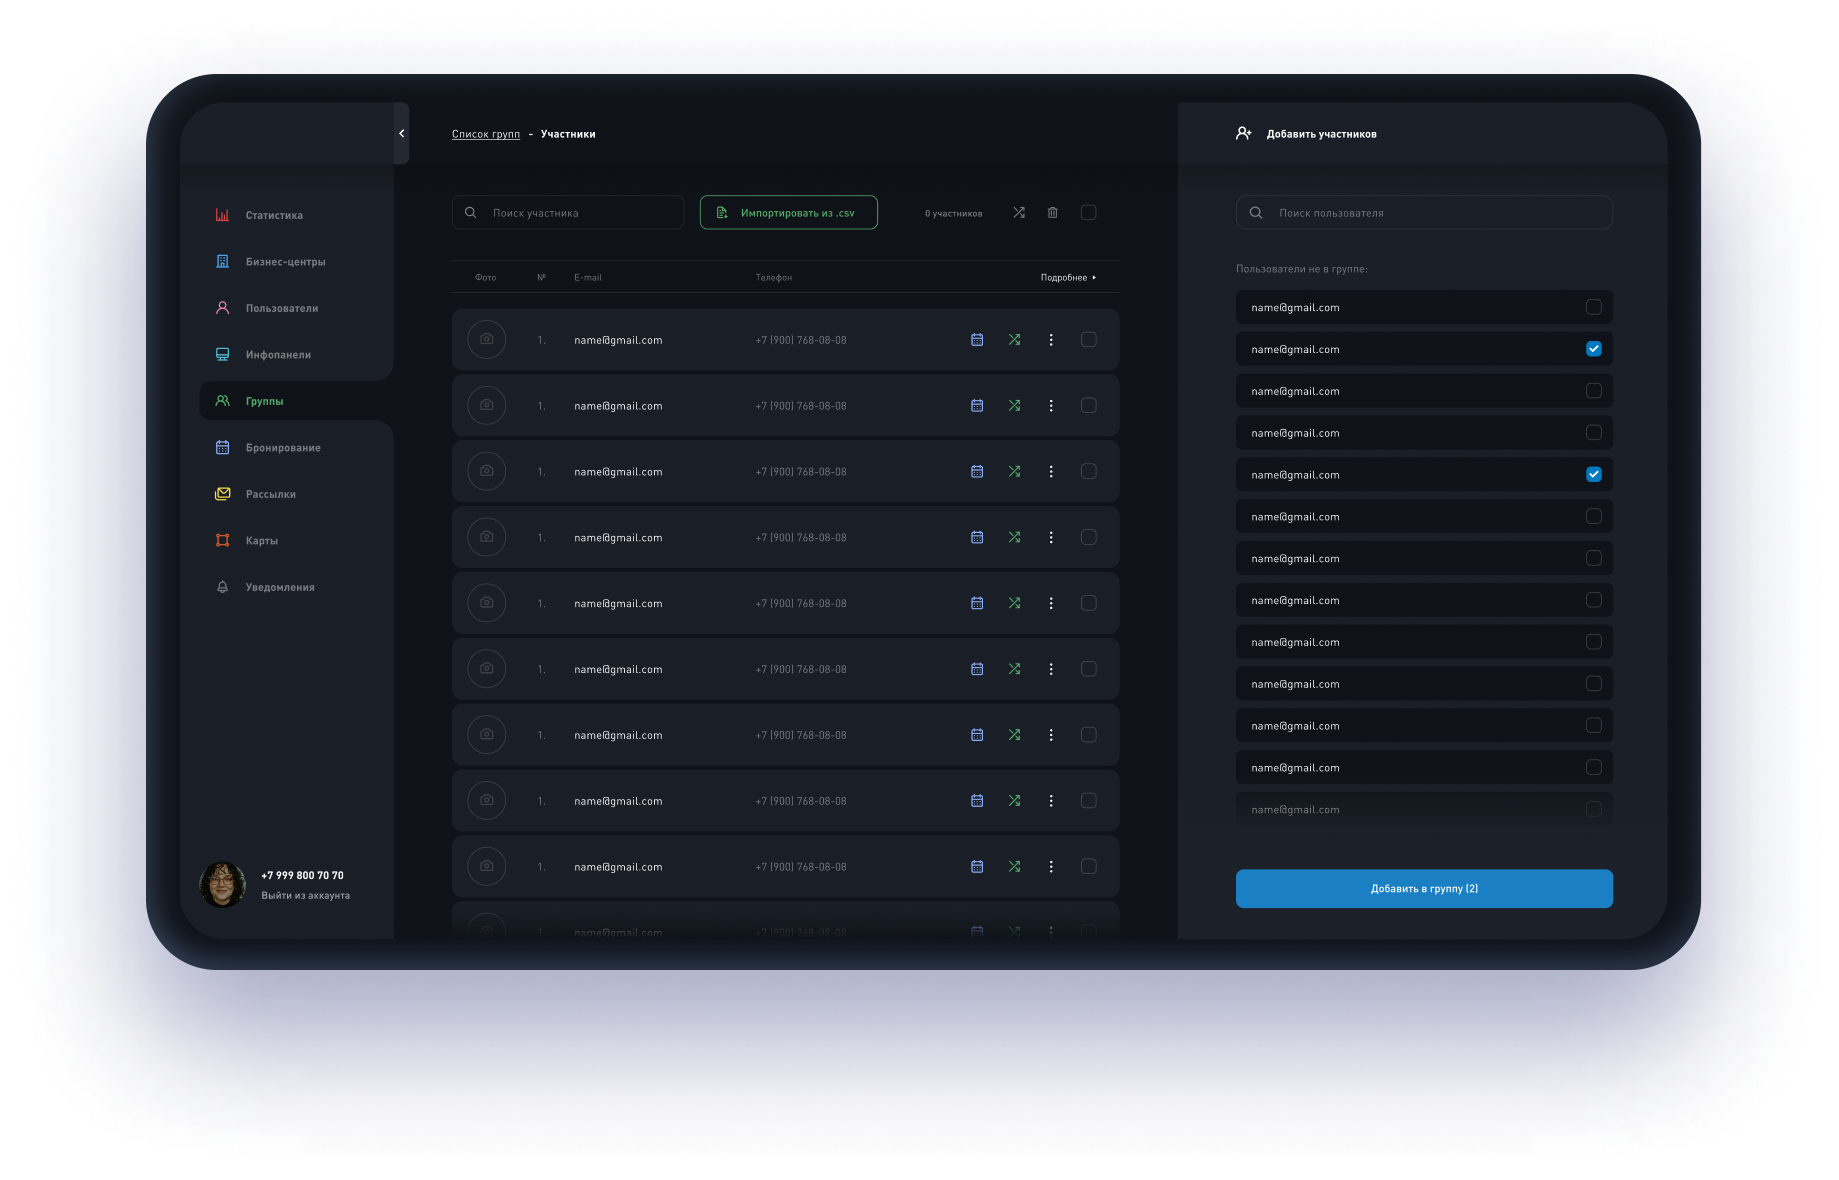 Список групп - Участники
Добавить участников
Статистика
Бизнес-центры
Пользователи
Инфопанели
Группы
Бронирование
Рассылки
Карты
Уведомления
+7 999 800 70 70
Выйти из аккаунта
Поиск участника
Импортировать из .csv
0 участников
Фото № E-mail Телефон Подробнее
1. name@gmail.com +7 (900) 768-08-08
1. name@gmail.com +7 (900) 768-08-08
1. name@gmail.com +7 (900) 768-08-08
1. name@gmail.com +7 (900) 768-08-08
1. name@gmail.com +7 (900) 768-08-08
1. name@gmail.com +7 (900) 768-08-08
1. name@gmail.com +7 (900) 768-08-08
1. name@gmail.com +7 (900) 768-08-08
1. name@gmail.com +7 (900) 768-08-08
1. name@gmail.com +7 (900) 768-08-08
Поиск пользователя
Пользователи не в группе:
name@gmail.com
name@gmail.com
name@gmail.com
name@gmail.com
name@gmail.com
name@gmail.com
name@gmail.com
name@gmail.com
name@gmail.com
name@gmail.com
name@gmail.com
name@gmail.com
name@gmail.com
Добавить в группу (2)